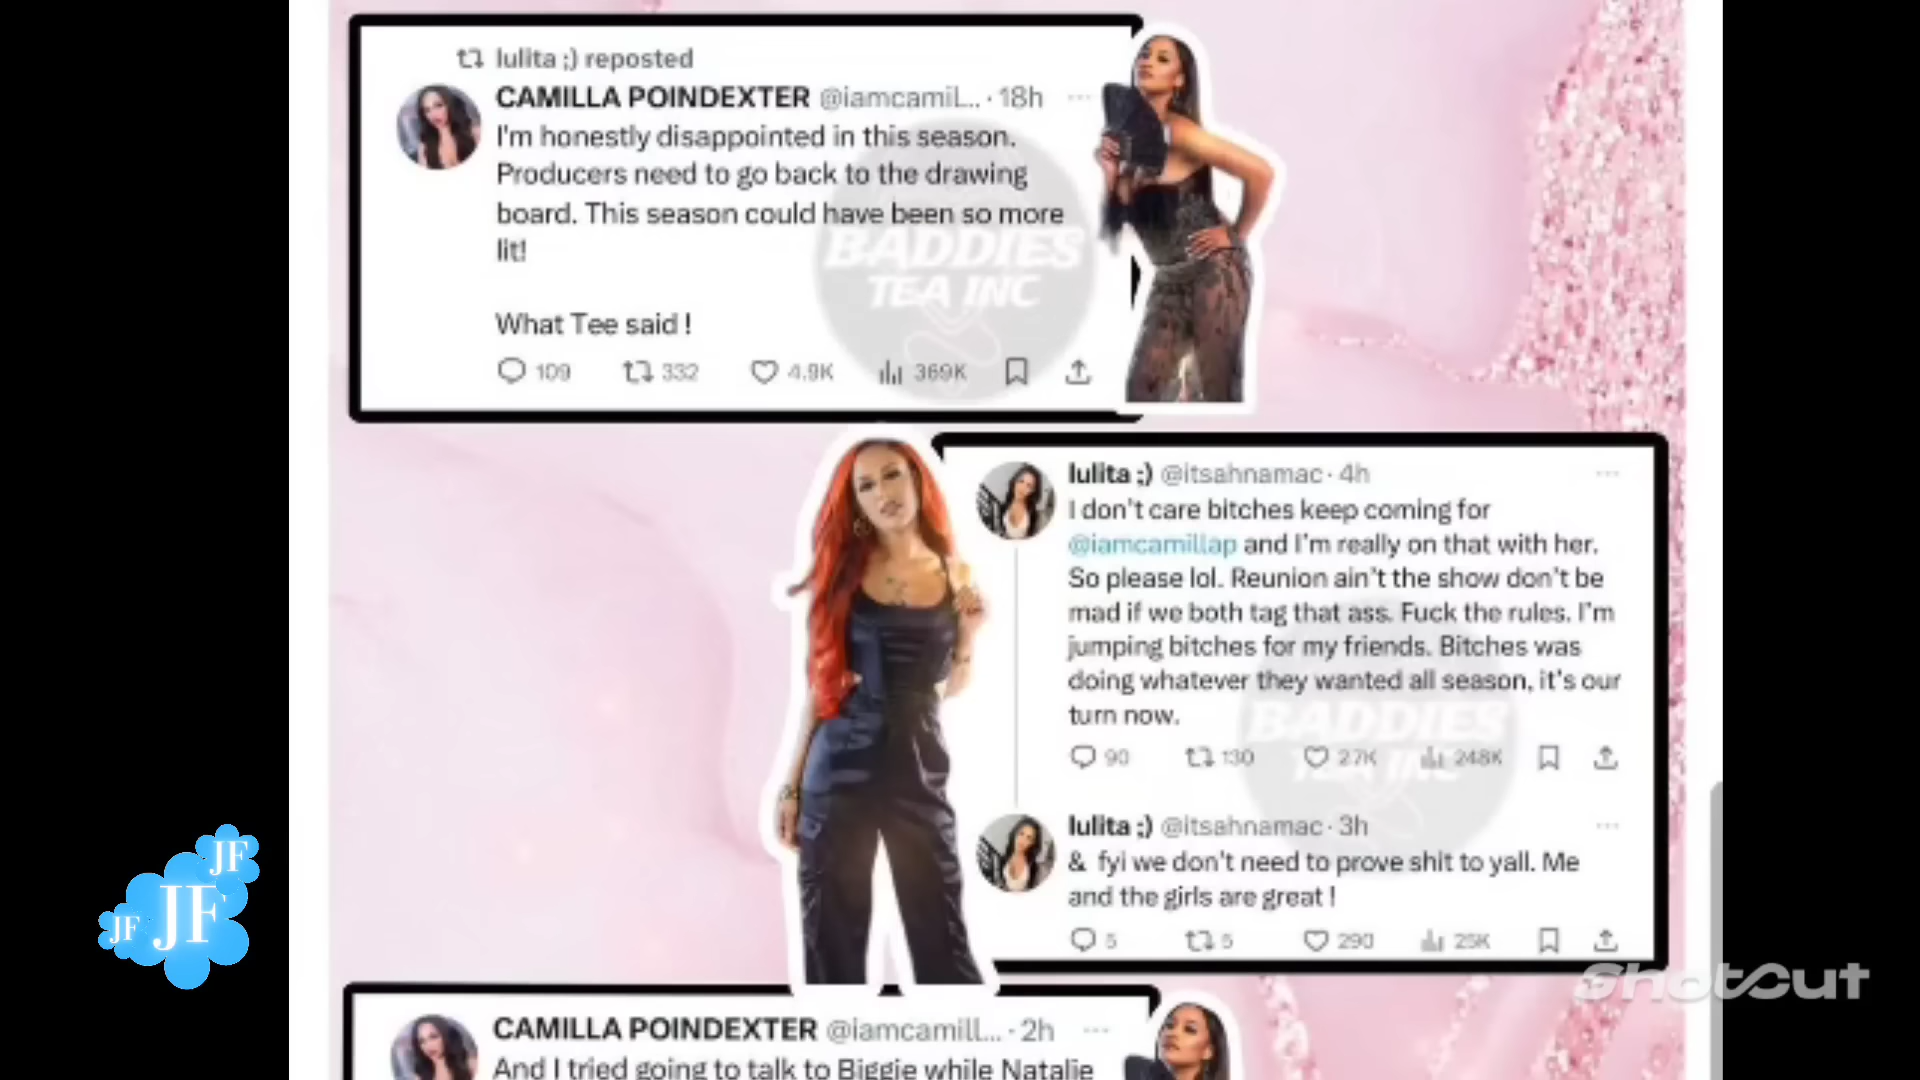 lulita ;) reposted
CAMILLA POINDEXTER @iamcamil... · 18h
I'm honestly disappointed in this season.
Producers need to go back to the drawing
board. This season could have been so more
lit!
What Tee said !
109 332 4.9K 369K
BADDIES
TEA INC
lulita ;) @itsahnamac · 4h
I don't care bitches keep coming for
@iamcamillap and I'm really on that with her.
So please lol. Reunion ain't the show don't be
mad if we both tag that ass. Fuck the rules. I'm
jumping bitches for my friends. Bitches was
doing whatever they wanted all season, it's our
turn now.
90 130 27K 248K
BADDIES
TEA INC
lulita ;) @itsahnamac · 3h
& fyi we don't need to prove shit to yall. Me
and the girls are great !
5 5 290 25K
JF
JF
JF
ShotCut
CAMILLA POINDEXTER @iamcamill... · 2h
And I tried going to talk to Biggie while Natalie